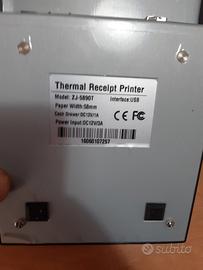 Thermal Receipt Printer
Model: ZJ-5890T Interface:USB
Paper Width:58mm
Cash Drawer:DC12V/1A
Power Input:DC12V/3A
CE FC
16060107257
subito